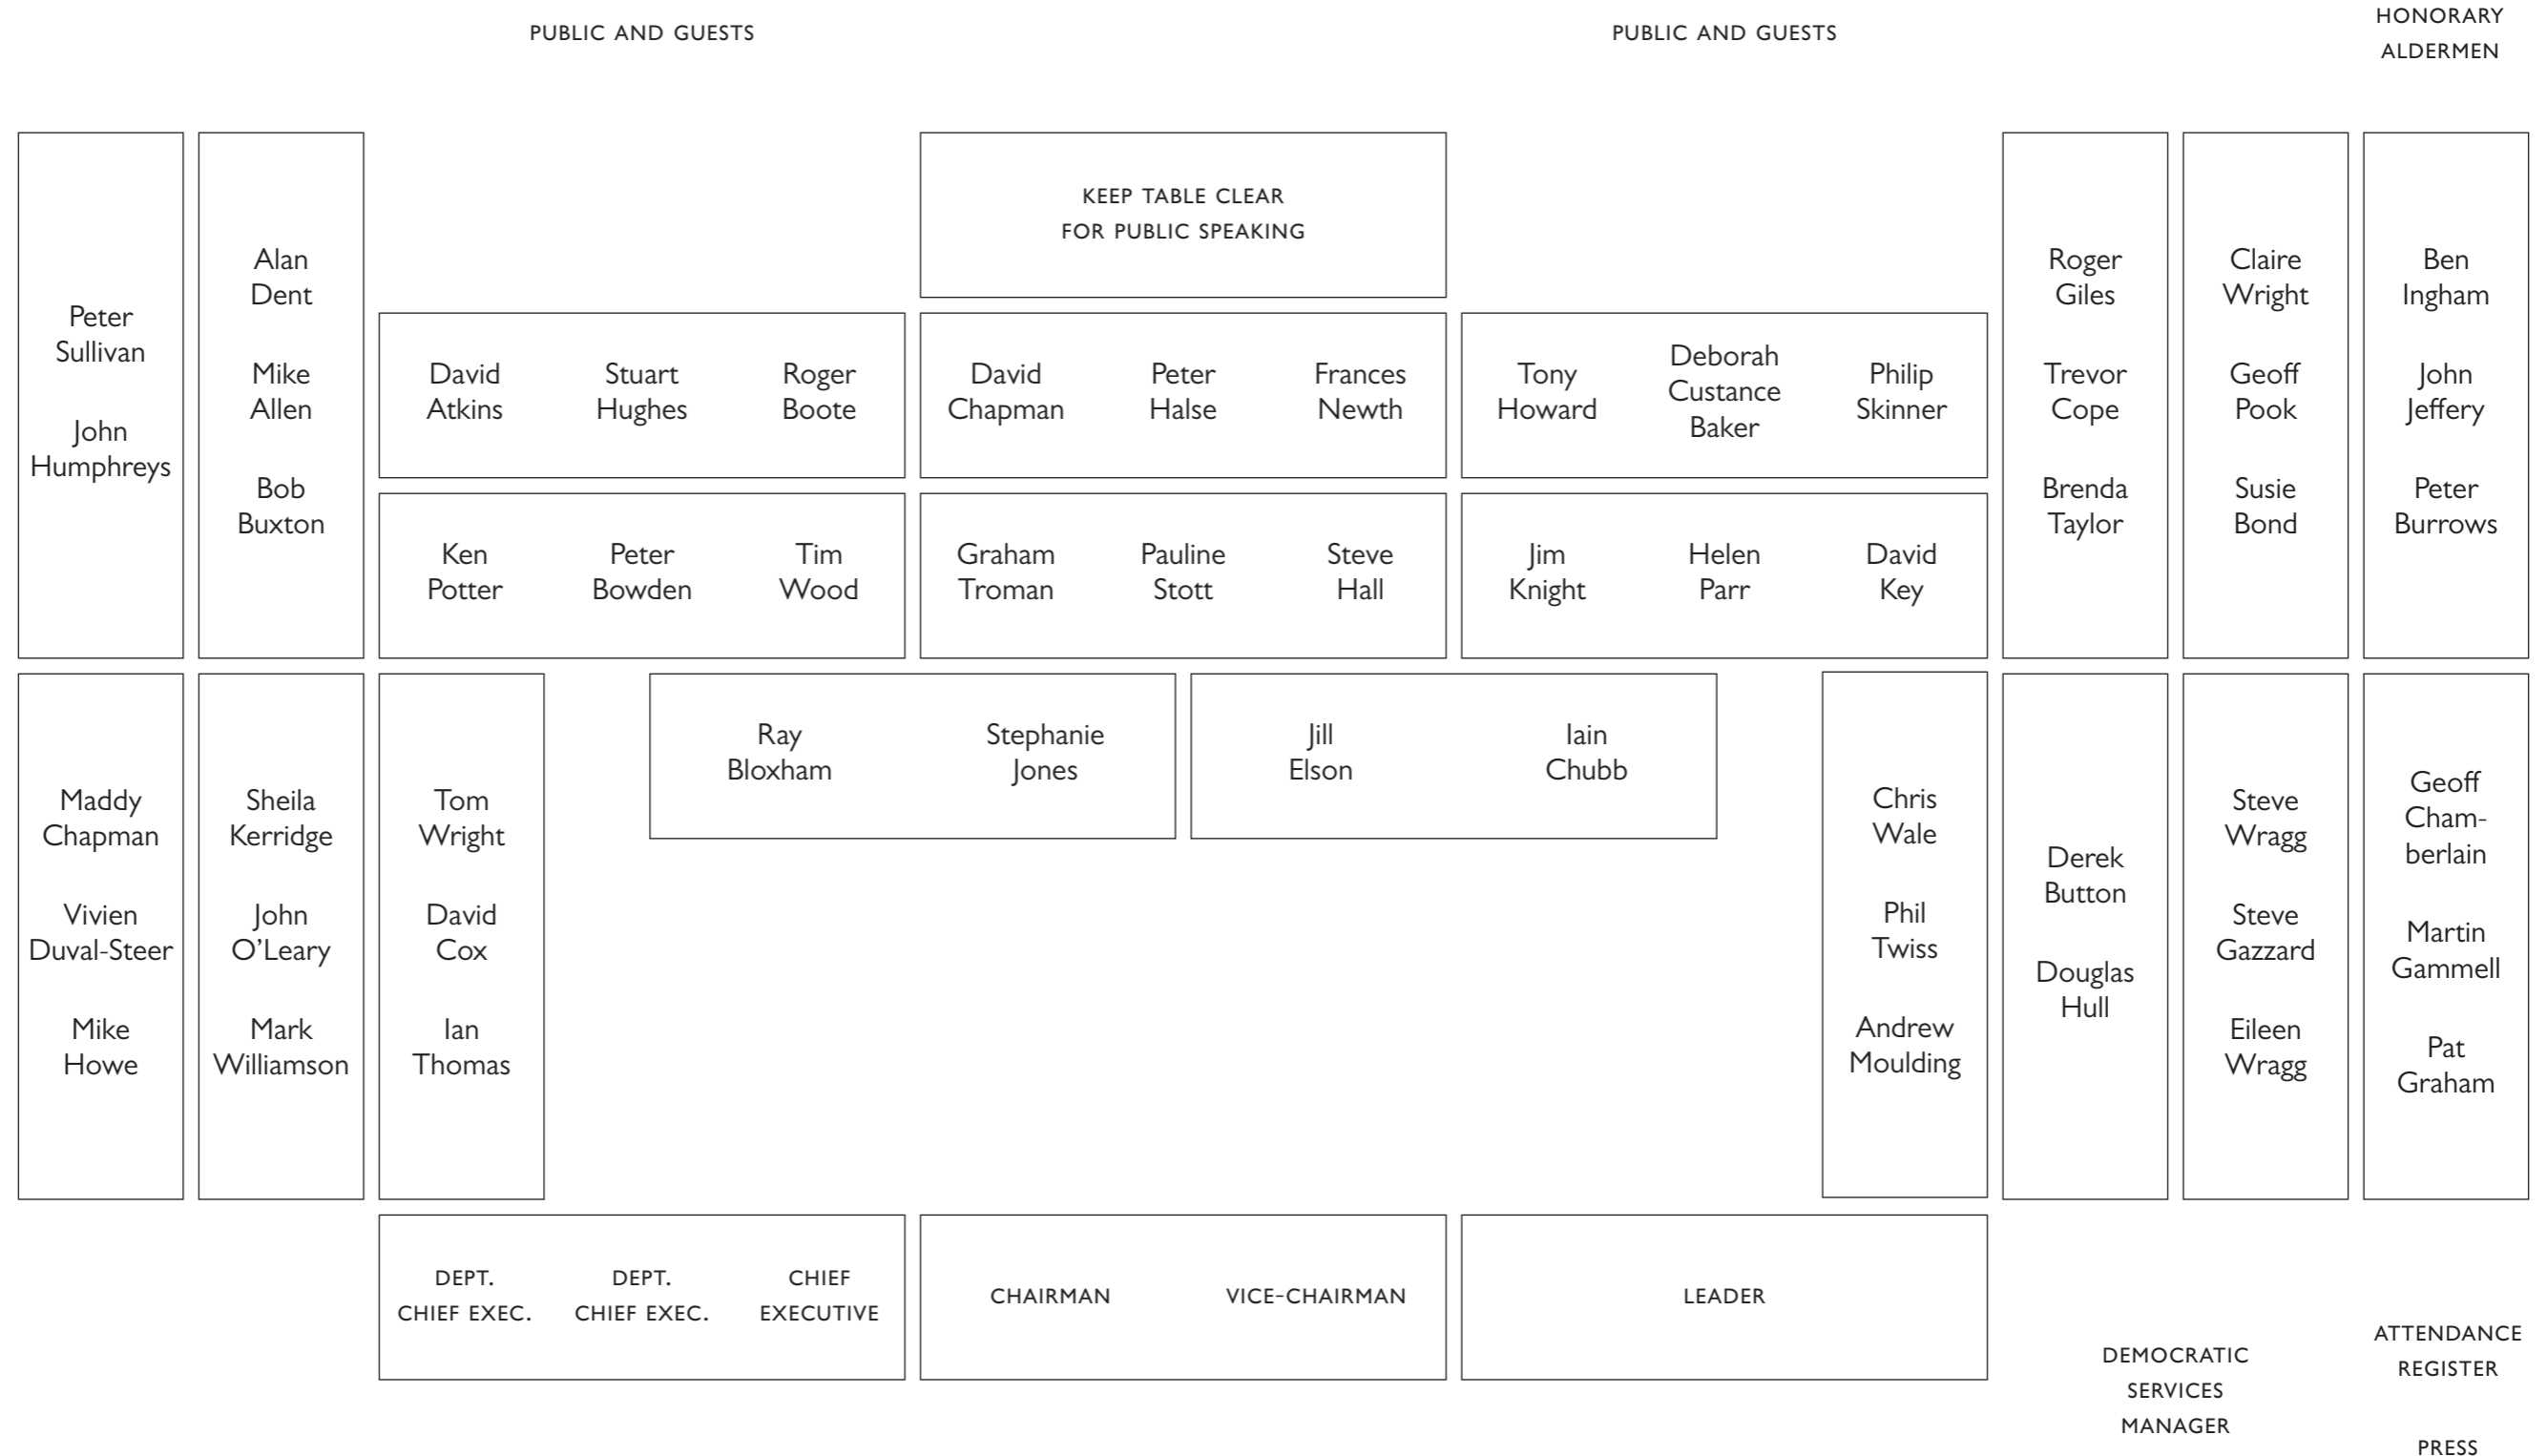 PUBLIC AND GUESTS
PUBLIC AND GUESTS
HONORARY
ALDERMEN
Peter
Sullivan
John
Humphreys
Alan
Dent
Mike
Allen
Bob
Buxton
KEEP TABLE CLEAR
FOR PUBLIC SPEAKING
David
Atkins
Stuart
Hughes
Roger
Boote
David
Chapman
Peter
Halse
Frances
Newth
Tony
Howard
Deborah
Custance
Baker
Philip
Skinner
Ken
Potter
Peter
Bowden
Tim
Wood
Graham
Troman
Pauline
Stott
Steve
Hall
Jim
Knight
Helen
Parr
David
Key
Roger
Giles
Trevor
Cope
Brenda
Taylor
Claire
Wright
Geoff
Pook
Susie
Bond
Ben
Ingham
John
Jeffery
Peter
Burrows
Maddy
Chapman
Vivien
Duval-Steer
Mike
Howe
Sheila
Kerridge
John
O’Leary
Mark
Williamson
Tom
Wright
David
Cox
Ian
Thomas
Ray
Bloxham
Stephanie
Jones
Jill
Elson
Iain
Chubb
Chris
Wale
Phil
Twiss
Andrew
Moulding
Derek
Button
Douglas
Hull
Steve
Wragg
Steve
Gazzard
Eileen
Wragg
Geoff
Cham-
berlain
Martin
Gammell
Pat
Graham
DEPT.
CHIEF EXEC.
DEPT.
CHIEF EXEC.
CHIEF
EXECUTIVE
CHAIRMAN
VICE-CHAIRMAN
LEADER
DEMOCRATIC
SERVICES
MANAGER
ATTENDANCE
REGISTER
PRESS